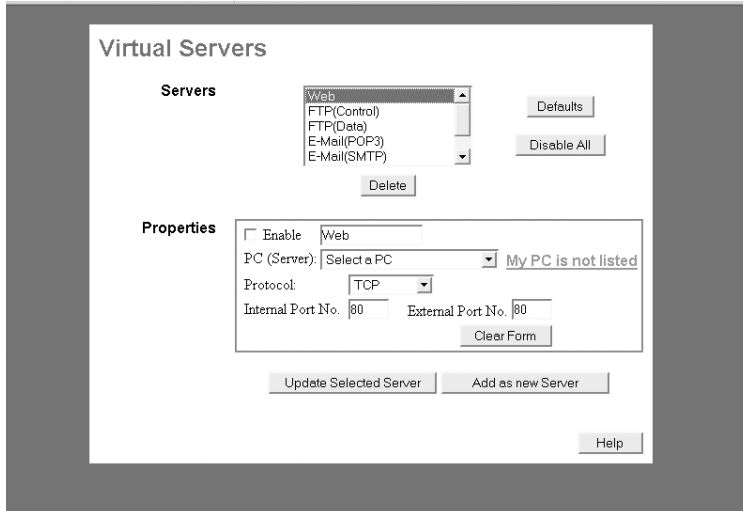 Virtual Servers
Servers
Web
FTP(Control)
FTP(Data)
E-Mail(POP3)
E-Mail(SMTP)
Defaults
Disable All
Delete
Properties
Enable Web
PC (Server): Select a PC My PC is not listed
Protocol: TCP
Internal Port No. 80 External Port No. 80
Clear Form
Update Selected Server Add as new Server
Help